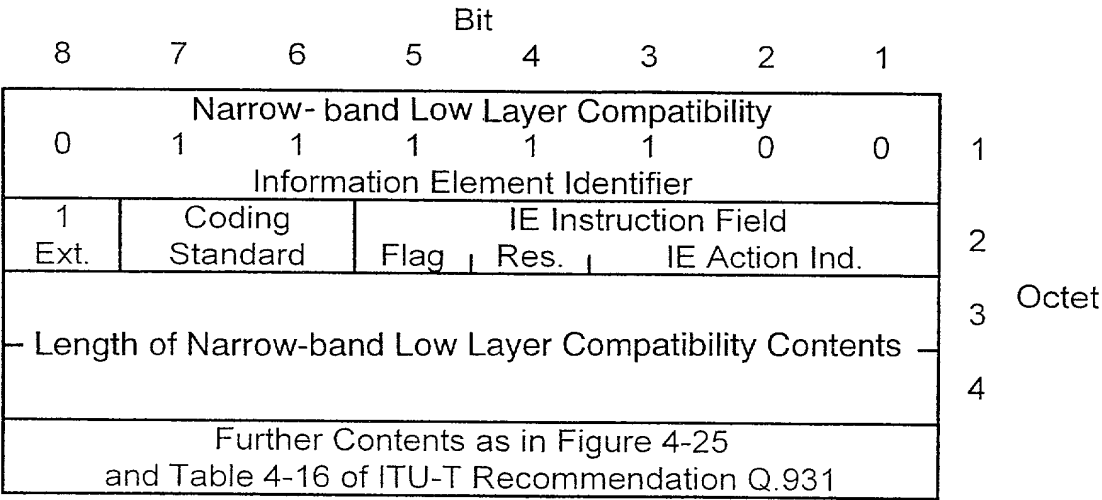 Bit
8 7 6 5 4 3 2 1
Narrow- band Low Layer Compatibility
0 1 1 1 1 1 0 0 1
Information Element Identifier
1 Coding IE Instruction Field
Ext. Standard Flag Res. IE Action Ind. 2
3 Octet
Length of Narrow-band Low Layer Compatibility Contents
4
Further Contents as in Figure 4-25
and Table 4-16 of ITU-T Recommendation Q.931